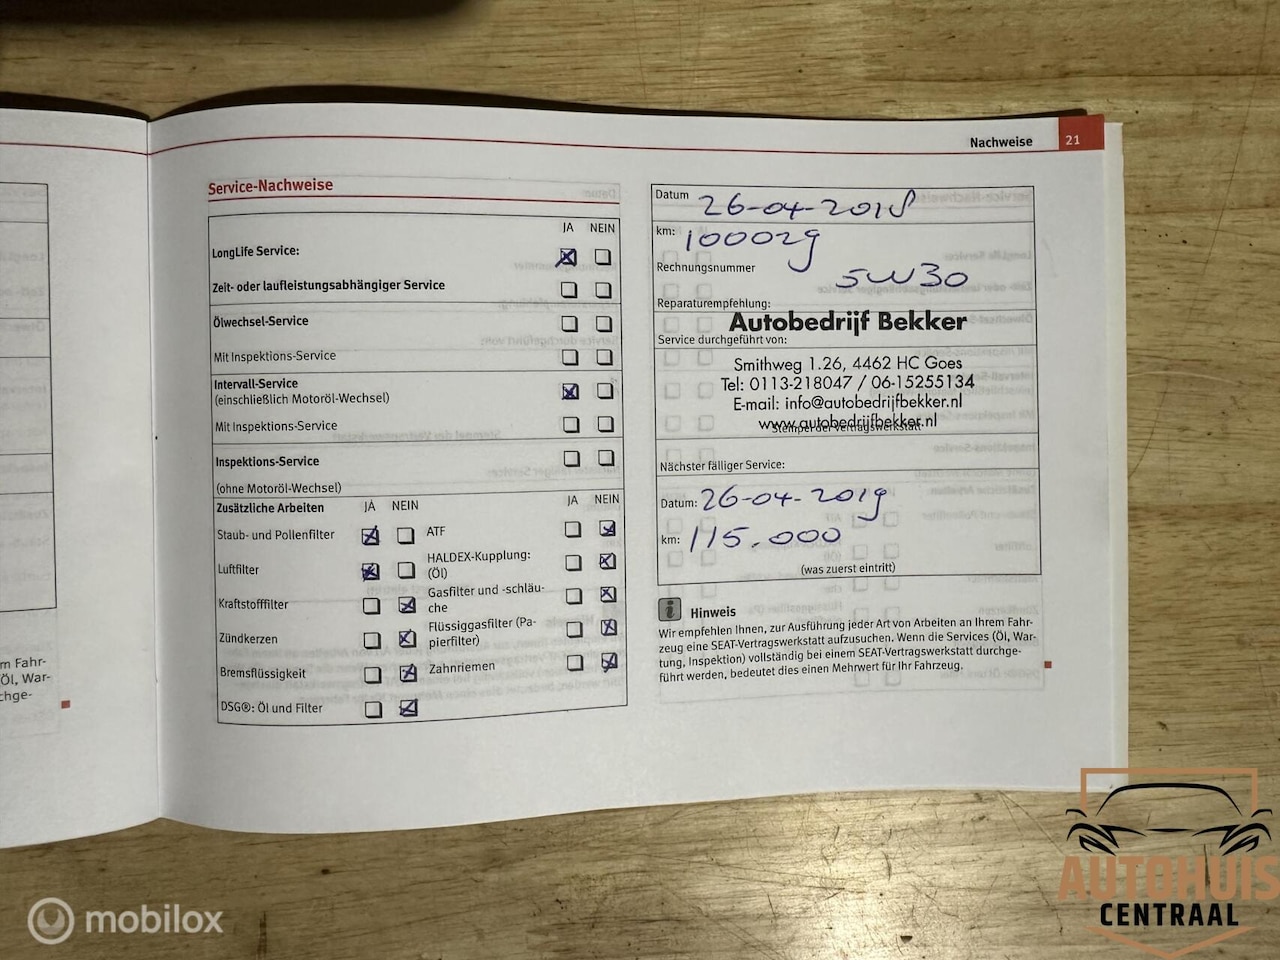 Nachweise 21
Service-Nachweise
JA NEIN
LongLife Service:
Zeit- oder laufleistungsabhängiger Service
Ölwechsel-Service
Mit Inspektions-Service
Intervall-Service
(einschließlich Motoröl-Wechsel)
Mit Inspektions-Service
Inspektions-Service
(ohne Motoröl-Wechsel)
Zusätzliche Arbeiten JA NEIN JA NEIN
Staub- und Pollenfilter
Luftfilter
Kraftstofffilter
Zündkerzen
Bremsflüssigkeit
DSG®: Öl und Filter
ATF
HALDEX-Kupplung:
(Öl)
Gasfilter und -schläu-
che
Flüssiggasfilter (Pa-
pierfilter)
Zahnriemen
Datum 26-04-2018
km: 100029
Rechnungsnummer
5W30
Reparaturempfehlung:
Autobedrijf Bekker
Service durchgeführt von:
Smithweg 1.26, 4462 HC Goes
Tel: 0113-218047 / 06-15255134
E-mail: info@autobedrijfbekker.nl
www.autobedrijfbekker.nl
Stempel der Vertragswerkstatt
Nächster fälliger Service:
Datum: 26-04-2019
km: 115.000
(was zuerst eintritt)
Hinweis
Wir empfehlen Ihnen, zur Ausführung jeder Art von Arbeiten an Ihrem Fahr-
zeug eine SEAT-Vertragswerkstatt aufzusuchen. Wenn die Services (Öl, War-
tung, Inspektion) vollständig bei einem SEAT-Vertragswerkstatt durchge-
führt werden, bedeutet dies einen Mehrwert für Ihr Fahrzeug.
m Fahr-
Öl, War-
chge-
mobilox
AUTOHUIS
CENTRAAL